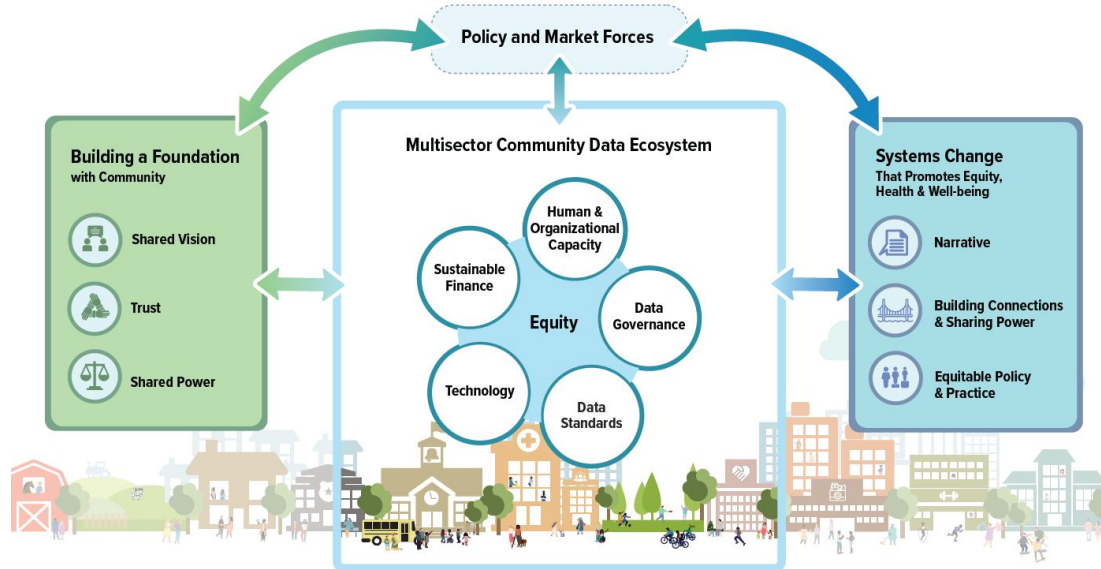 Policy and Market Forces
Building a Foundation
with Community
Shared Vision
Trust
Shared Power
Multisector Community Data Ecosystem
Human &
Organizational
Capacity
Sustainable
Finance
Equity
Data
Governance
Technology
Data
Standards
Systems Change
That Promotes Equity,
Health & Well-being
Narrative
Building Connections
& Sharing Power
Equitable Policy
& Practice